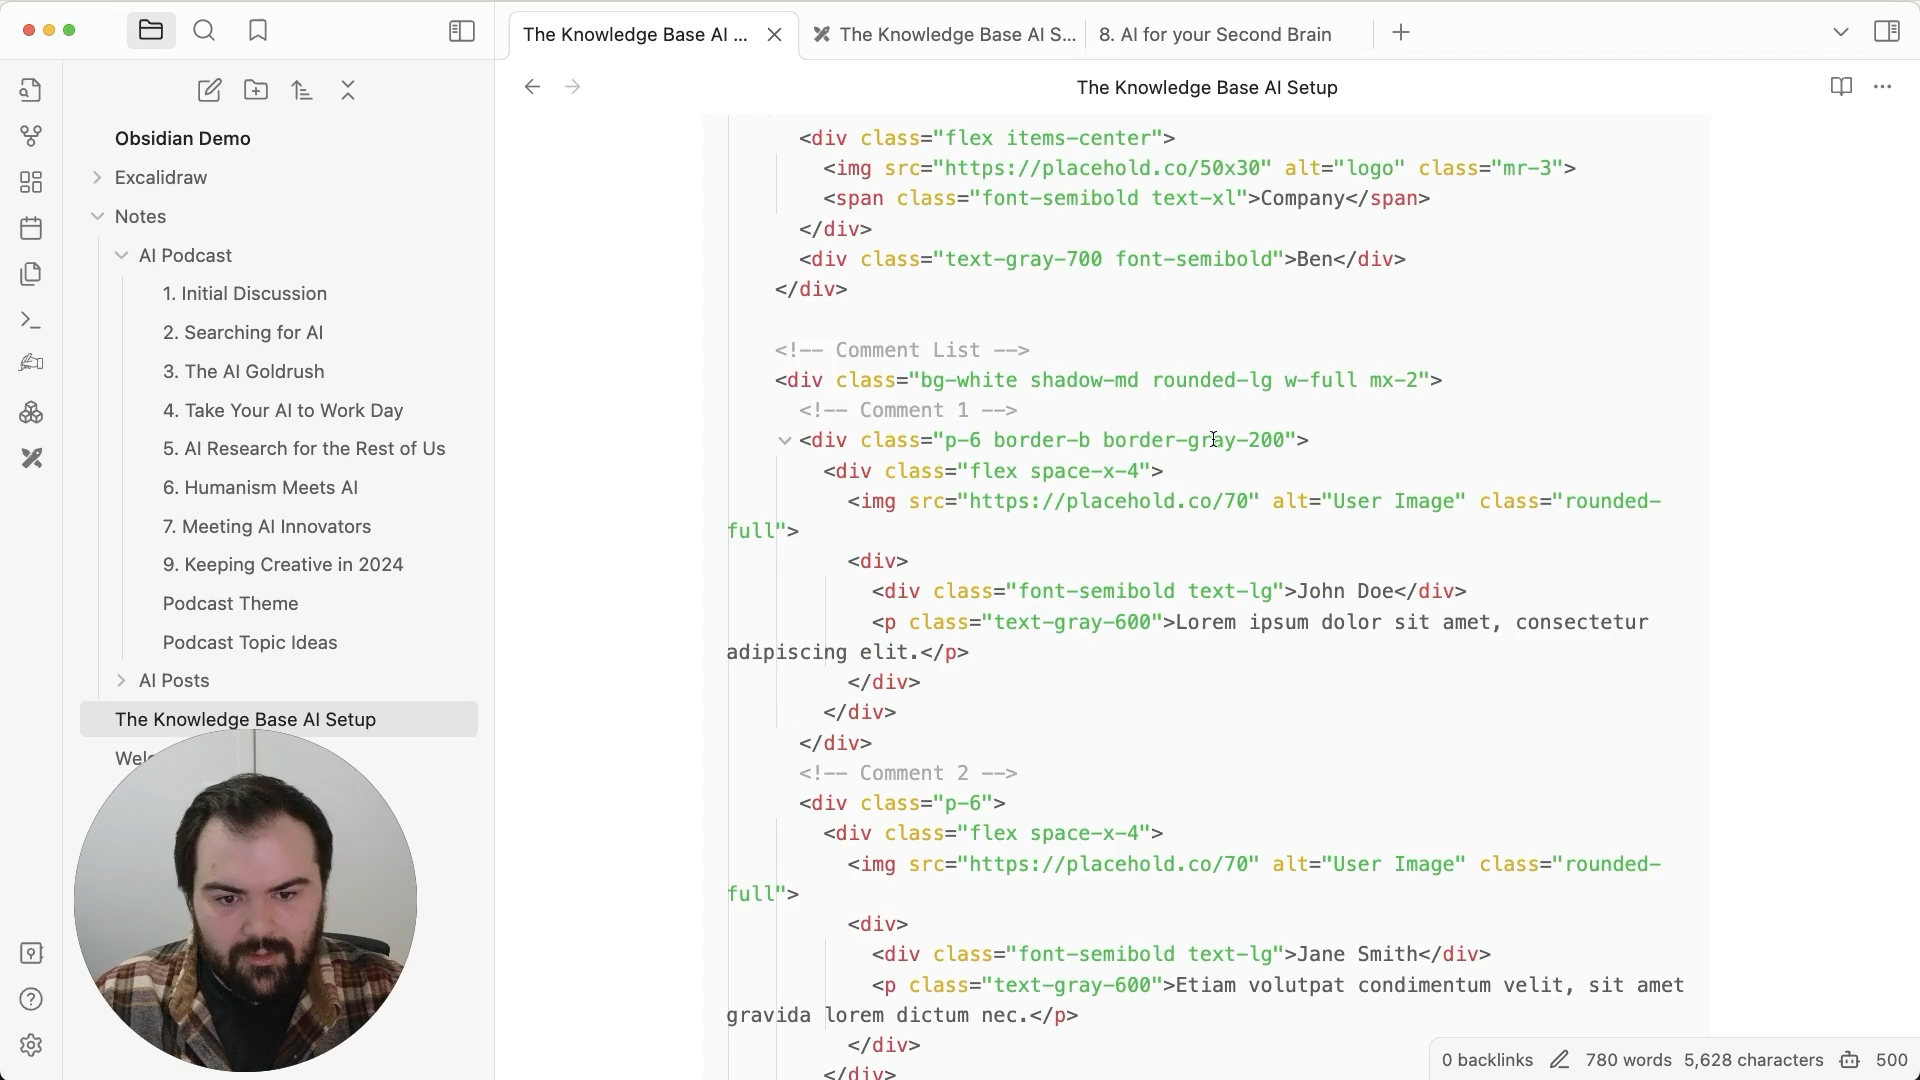 The Knowledge Base AI ...
The Knowledge Base AI S...
8. AI for your Second Brain
The Knowledge Base AI Setup
Obsidian Demo
Excalidraw
Notes
AI Podcast
1. Initial Discussion
2. Searching for AI
3. The AI Goldrush
4. Take Your AI to Work Day
5. AI Research for the Rest of Us
6. Humanism Meets AI
7. Meeting AI Innovators
9. Keeping Creative in 2024
Podcast Theme
Podcast Topic Ideas
AI Posts
The Knowledge Base AI Setup
<div class="flex items-center">
<img src="https://placehold.co/50x30" alt="logo" class="mr-3">
<span class="font-semibold text-xl">Company</span>
</div>
<div class="text-gray-700 font-semibold">Ben</div>
</div>
<!-- Comment List -->
<div class="bg-white shadow-md rounded-lg w-full mx-2">
<!-- Comment 1 -->
<div class="p-6 border-b border-gray-200">
<div class="flex space-x-4">
<img src="https://placehold.co/70" alt="User Image" class="rounded-
full">
<div>
<div class="font-semibold text-lg">John Doe</div>
<p class="text-gray-600">Lorem ipsum dolor sit amet, consectetur
adipiscing elit.</p>
</div>
</div>
</div>
<!-- Comment 2 -->
<div class="p-6">
<div class="flex space-x-4">
<img src="https://placehold.co/70" alt="User Image" class="rounded-
full">
<div>
<div class="font-semibold text-lg">Jane Smith</div>
<p class="text-gray-600">Etiam volutpat condimentum velit, sit amet
gravida lorem dictum nec.</p>
</div>
</div>
0 backlinks 780 words 5,628 characters 500